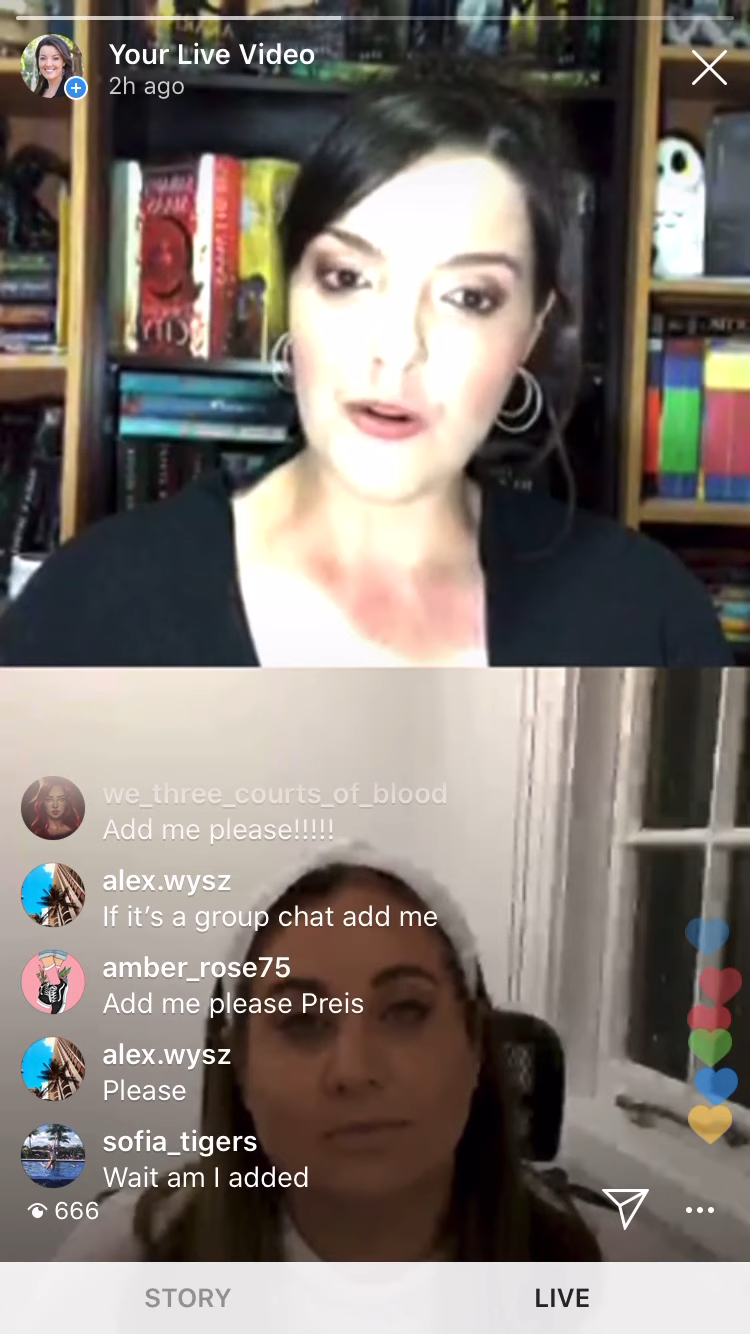 Your Live Video
2h ago
CITY
we_three_courts_of_blood
Add me please!!!!!
alex.wysz
If it's a group chat add me
amber_rose75
Add me please Preis
alex.wysz
Please
sofia_tigers
Wait am I added
666
STORY
LIVE